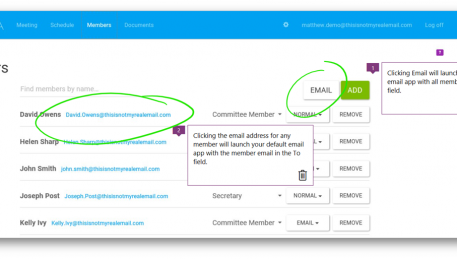 Meeting Schedule Members Documents matthew.demo@thisisnotmyrealemail.com Log off
rs
Find members by name...
EMAIL ADD
1
Clicking Email will launch
email app with all memb
field.
David Owens David.Owens@thisisnotmyrealemail.com Committee Member NORMAL REMOVE
2
Clicking the email address for any
member will launch your default email
app with the member email in the To
field.
Helen Sharp Helen.Sharp@thisisnotmyrealemail.com REMOVE
John Smith john.smith@thisisnotmyrealemail.com REMOVE
Joseph Post Joseph.Post@thisisnotmyrealemail.com Secretary NORMAL REMOVE
Kelly Ivy Kelly.Ivy@thisisnotmyrealemail.com Committee Member EMAIL REMOVE